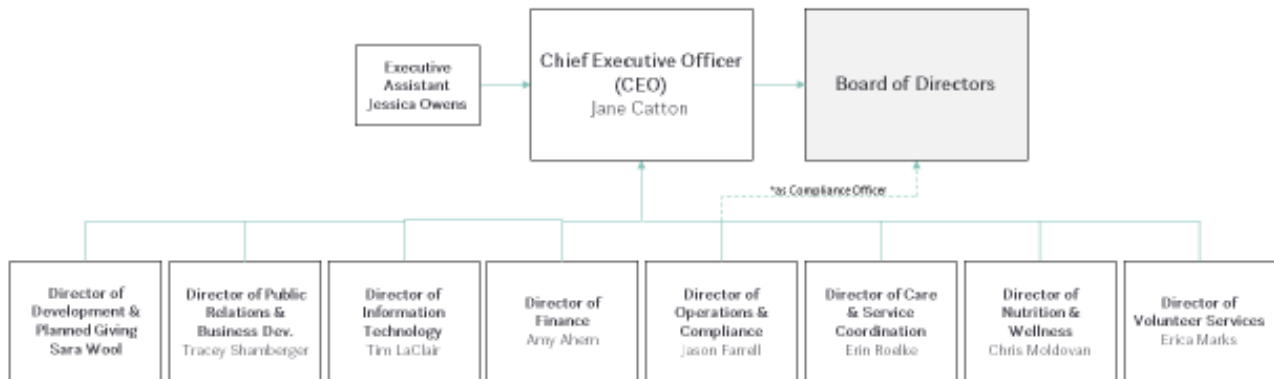 Executive
Assistant
Jessica Owens
Chief Executive Officer
(CEO)
Jane Catton
Board of Directors
*as Compliance Officer
Director of
Development &
Planned Giving
Sara Wool
Director of Public
Relations &
Business Dev.
Tracey Shamberger
Director of
Information
Technology
Tim LaClair
Director of
Finance
Amy Ahern
Director of
Operations &
Compliance
Jason Farrell
Director of Care
& Service
Coordination
Erin Roelke
Director of
Nutrition &
Wellness
Chris Moldovan
Director of
Volunteer Services
Erica Marks